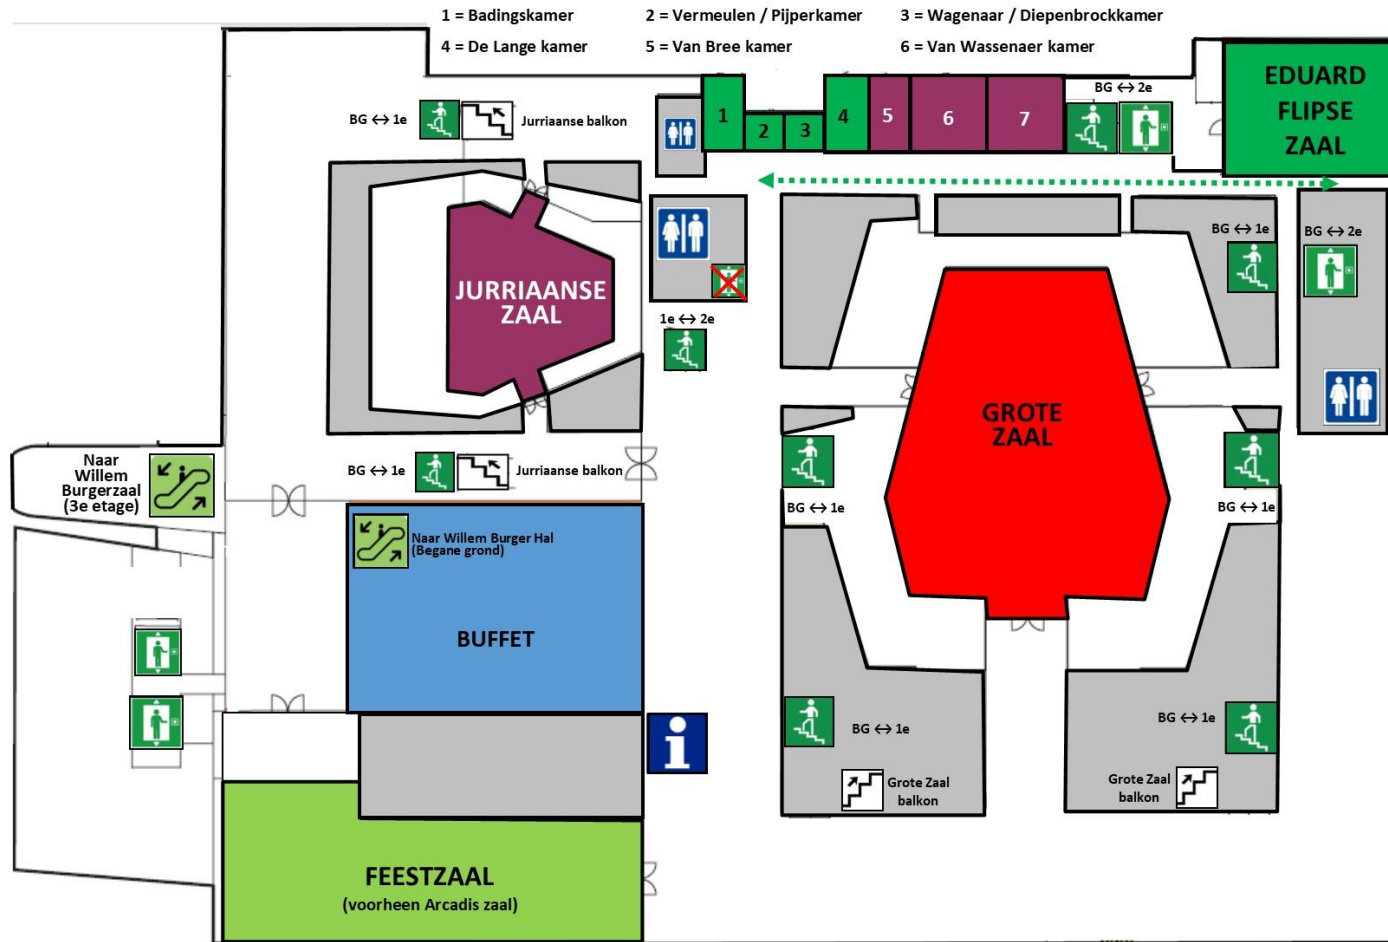 1 = Badingskamer 2 = Vermeulen / Pijperkamer 3 = Wagenaar / Diepenbrockkamer
4 = De Lange kamer 5 = Van Bree kamer 6 = Van Wassenaer kamer
EDUARD
FLIPSE
ZAAL
BG ↔ 2e
1
2
3
4
5
6
7
BG ↔ 1e
Jurriaanse balkon
BG ↔ 1e
BG ↔ 2e
JURRIAANSE
ZAAL
1e ↔ 2e
GROTE
ZAAL
Naar
Willem
Burgerzaal
(3e etage)
BG ↔ 1e
Jurriaanse balkon
BG ↔ 1e
BG ↔ 1e
Naar Willem Burger Hal
(Begane grond)
BUFFET
i
BG ↔ 1e
BG ↔ 1e
Grote Zaal
balkon
Grote Zaal
balkon
FEESTZAAL
(voorheen Arcadis zaal)